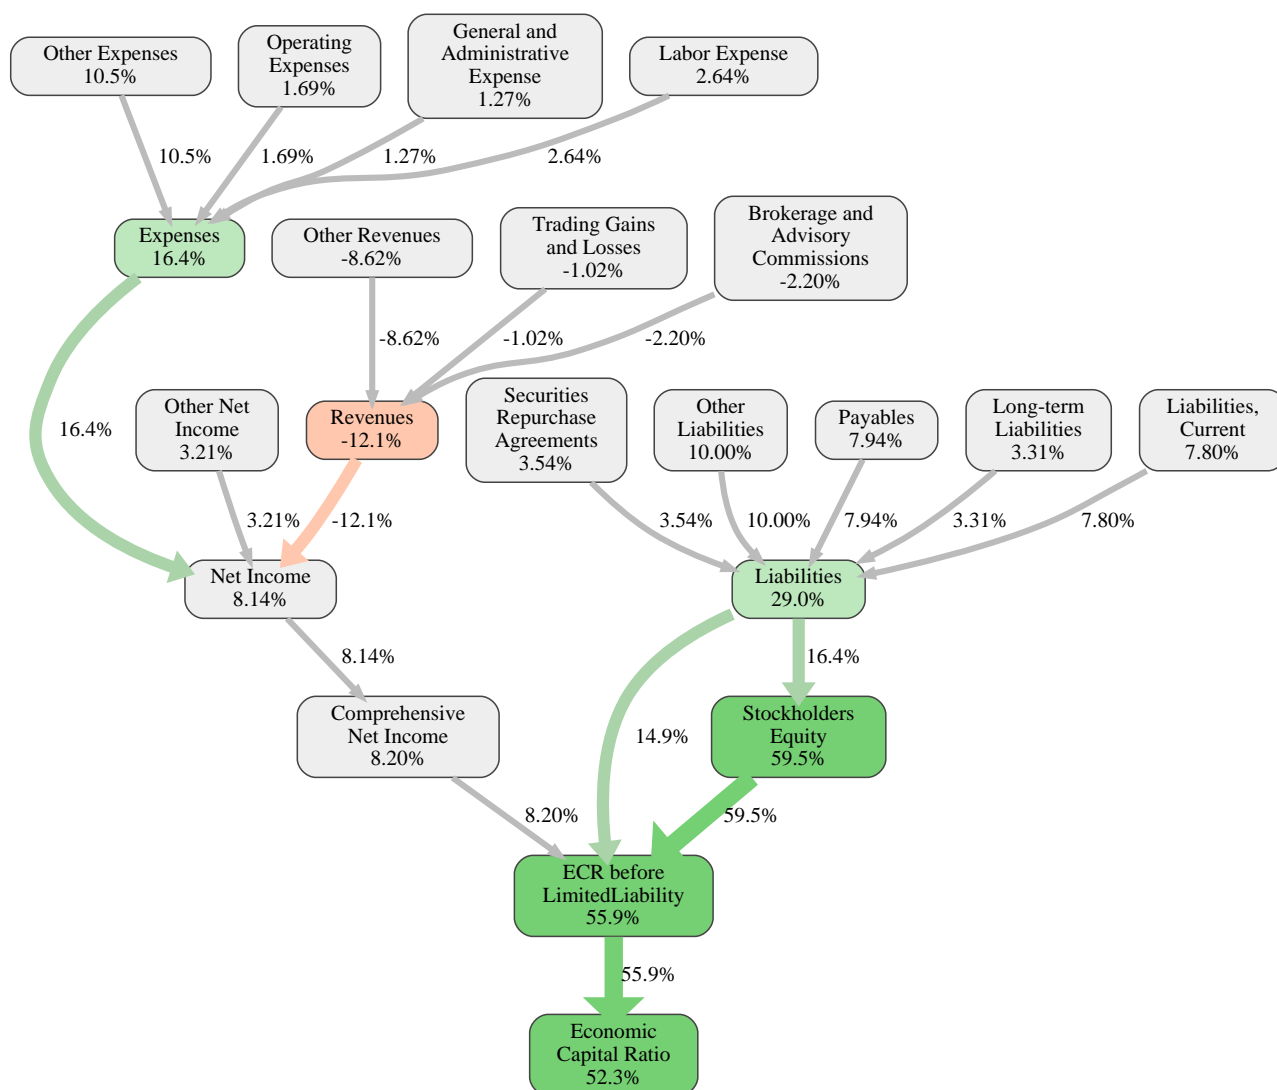 Other Expenses
10.5%
Operating
Expenses
1.69%
General and
Administrative
Expense
1.27%
Labor Expense
2.64%
10.5%
1.69%
1.27%
2.64%
Expenses
16.4%
Other Revenues
-8.62%
Trading Gains
and Losses
-1.02%
Brokerage and
Advisory
Commissions
-2.20%
-8.62%
-1.02%
-2.20%
16.4%
Other Net
Income
3.21%
Revenues
-12.1%
Securities
Repurchase
Agreements
3.54%
Other
Liabilities
10.00%
Payables
7.94%
Long-term
Liabilities
3.31%
Liabilities,
Current
7.80%
3.21%
-12.1%
3.54%
10.00%
7.94%
3.31%
7.80%
Net Income
8.14%
Liabilities
29.0%
8.14%
16.4%
Comprehensive
Net Income
8.20%
14.9%
Stockholders
Equity
59.5%
8.20%
59.5%
ECR before
LimitedLiability
55.9%
55.9%
Economic
Capital Ratio
52.3%